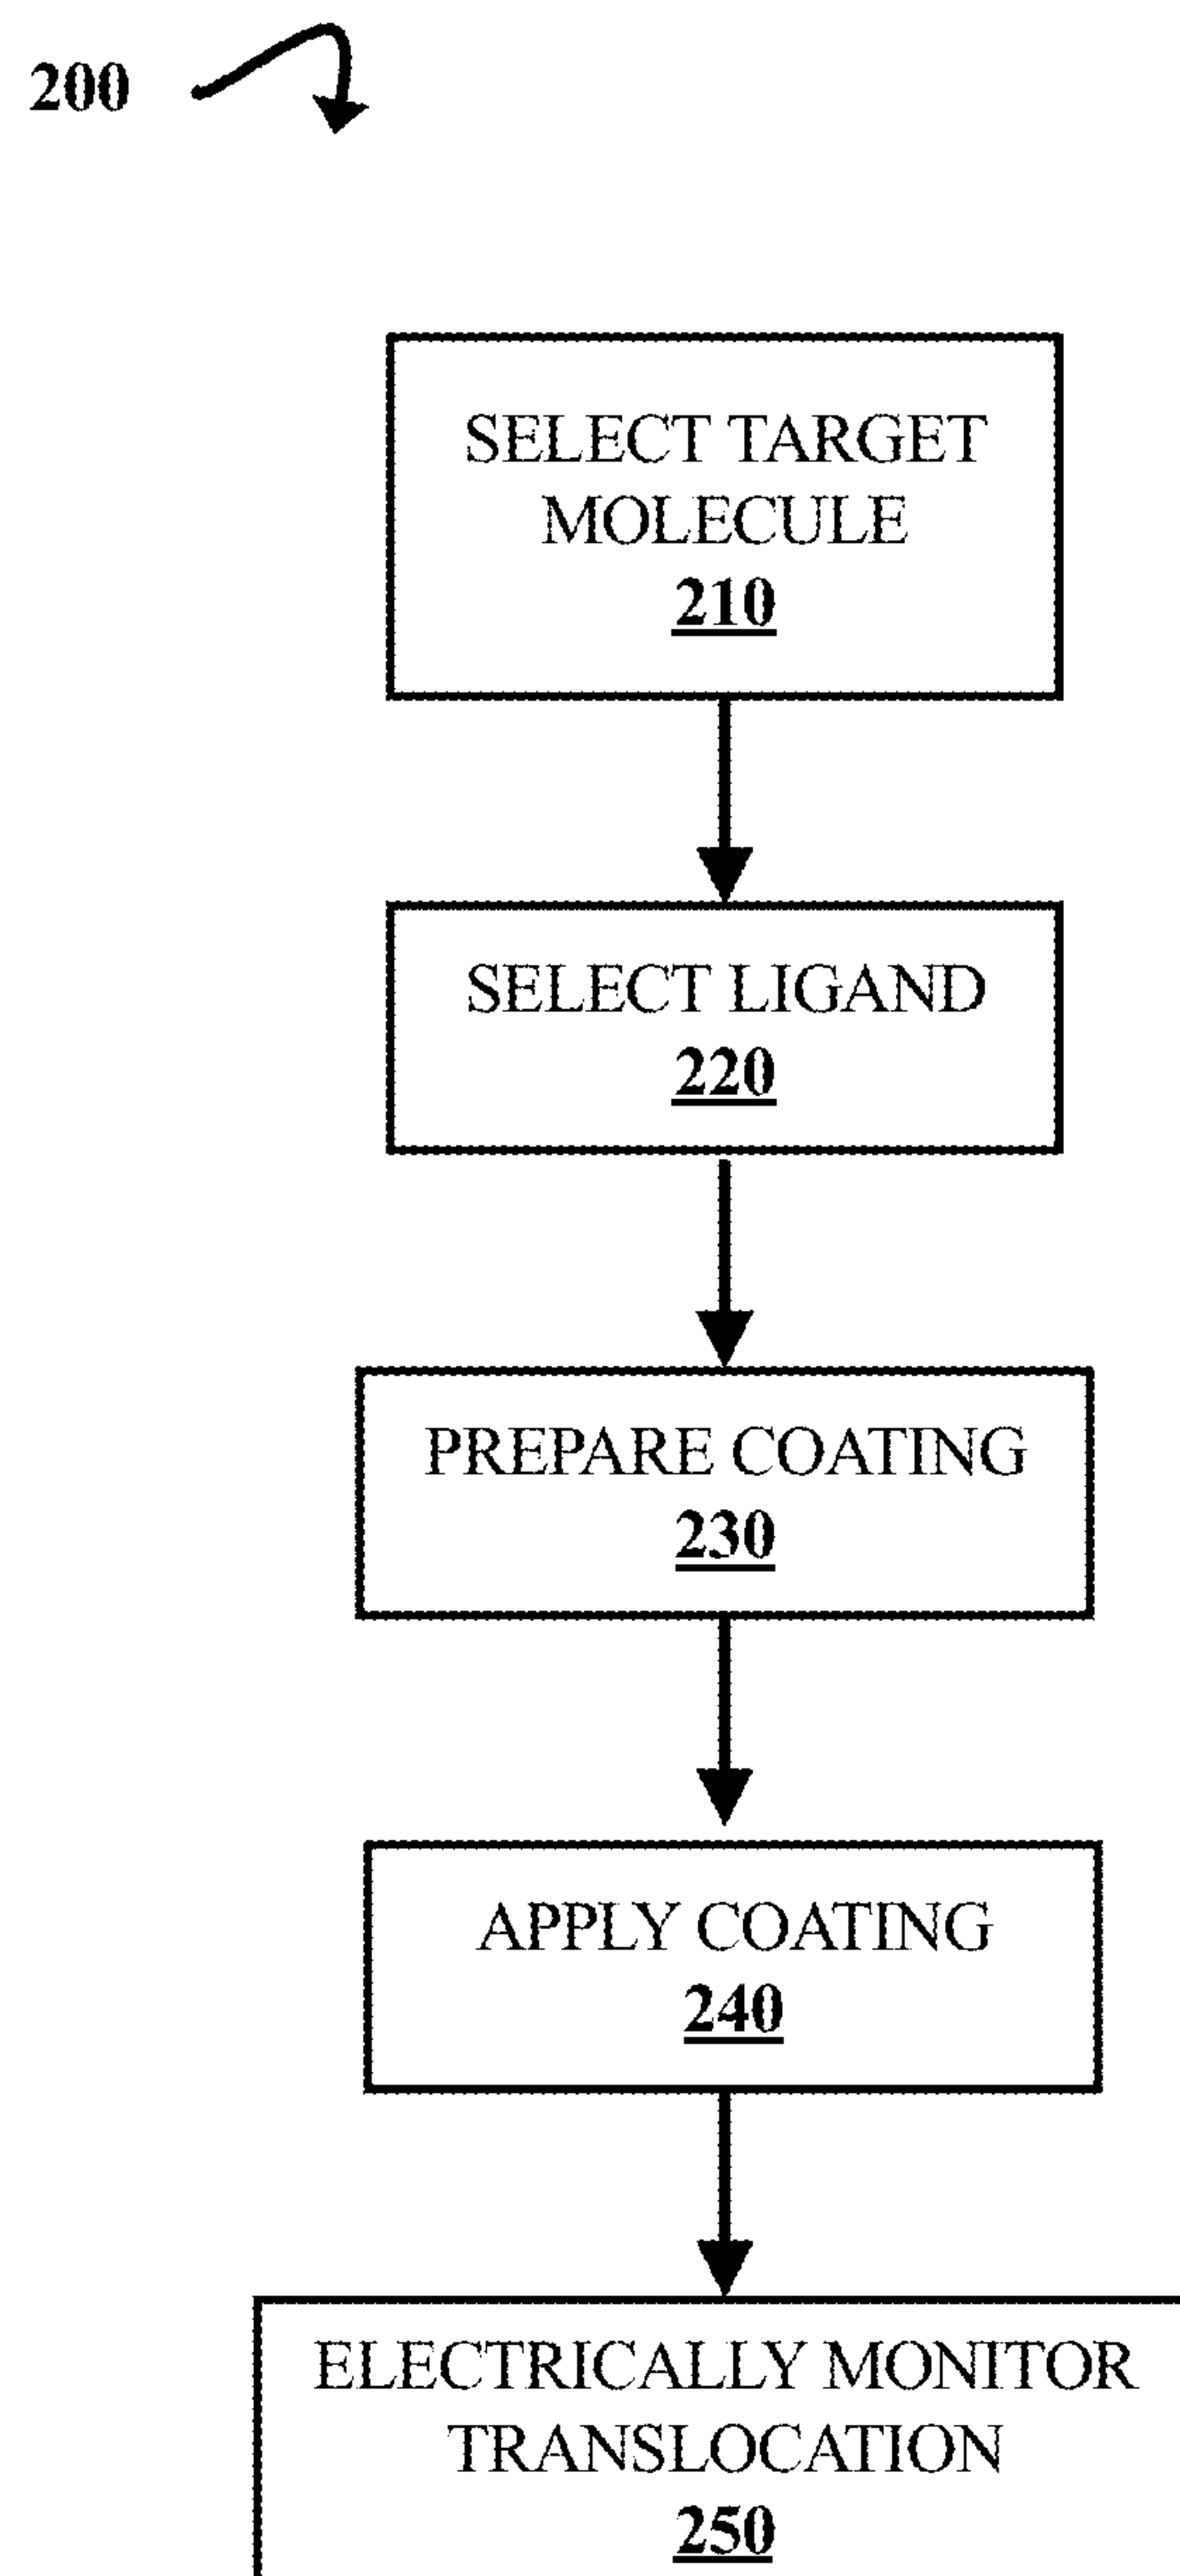 200
SELECT TARGET
MOLECULE
210
SELECT LIGAND
220
PREPARE COATING
230
APPLY COATING
240
ELECTRICALLY MONITOR
TRANSLOCATION
250